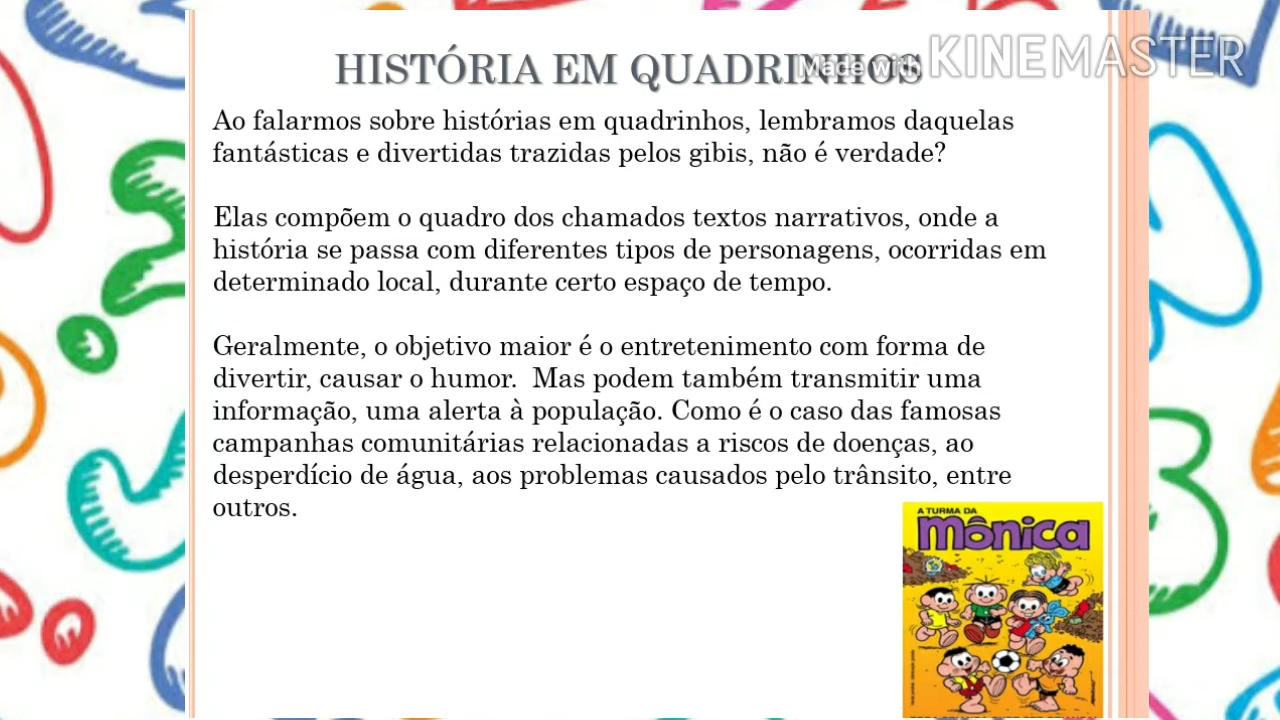 HISTÓRIA EM QUADRINHOS
Made with KINEMASTER
Ao falarmos sobre histórias em quadrinhos, lembramos daquelas
fantásticas e divertidas trazidas pelos gibis, não é verdade?
Elas compõem o quadro dos chamados textos narrativos, onde a
história se passa com diferentes tipos de personagens, ocorridas em
determinado local, durante certo espaço de tempo.
Geralmente, o objetivo maior é o entretenimento com forma de
divertir, causar o humor. Mas podem também transmitir uma
informação, uma alerta à população. Como é o caso das famosas
campanhas comunitárias relacionadas a riscos de doenças, ao
desperdício de água, aos problemas causados pelo trânsito, entre
outros.
A TURMA DA
mônica